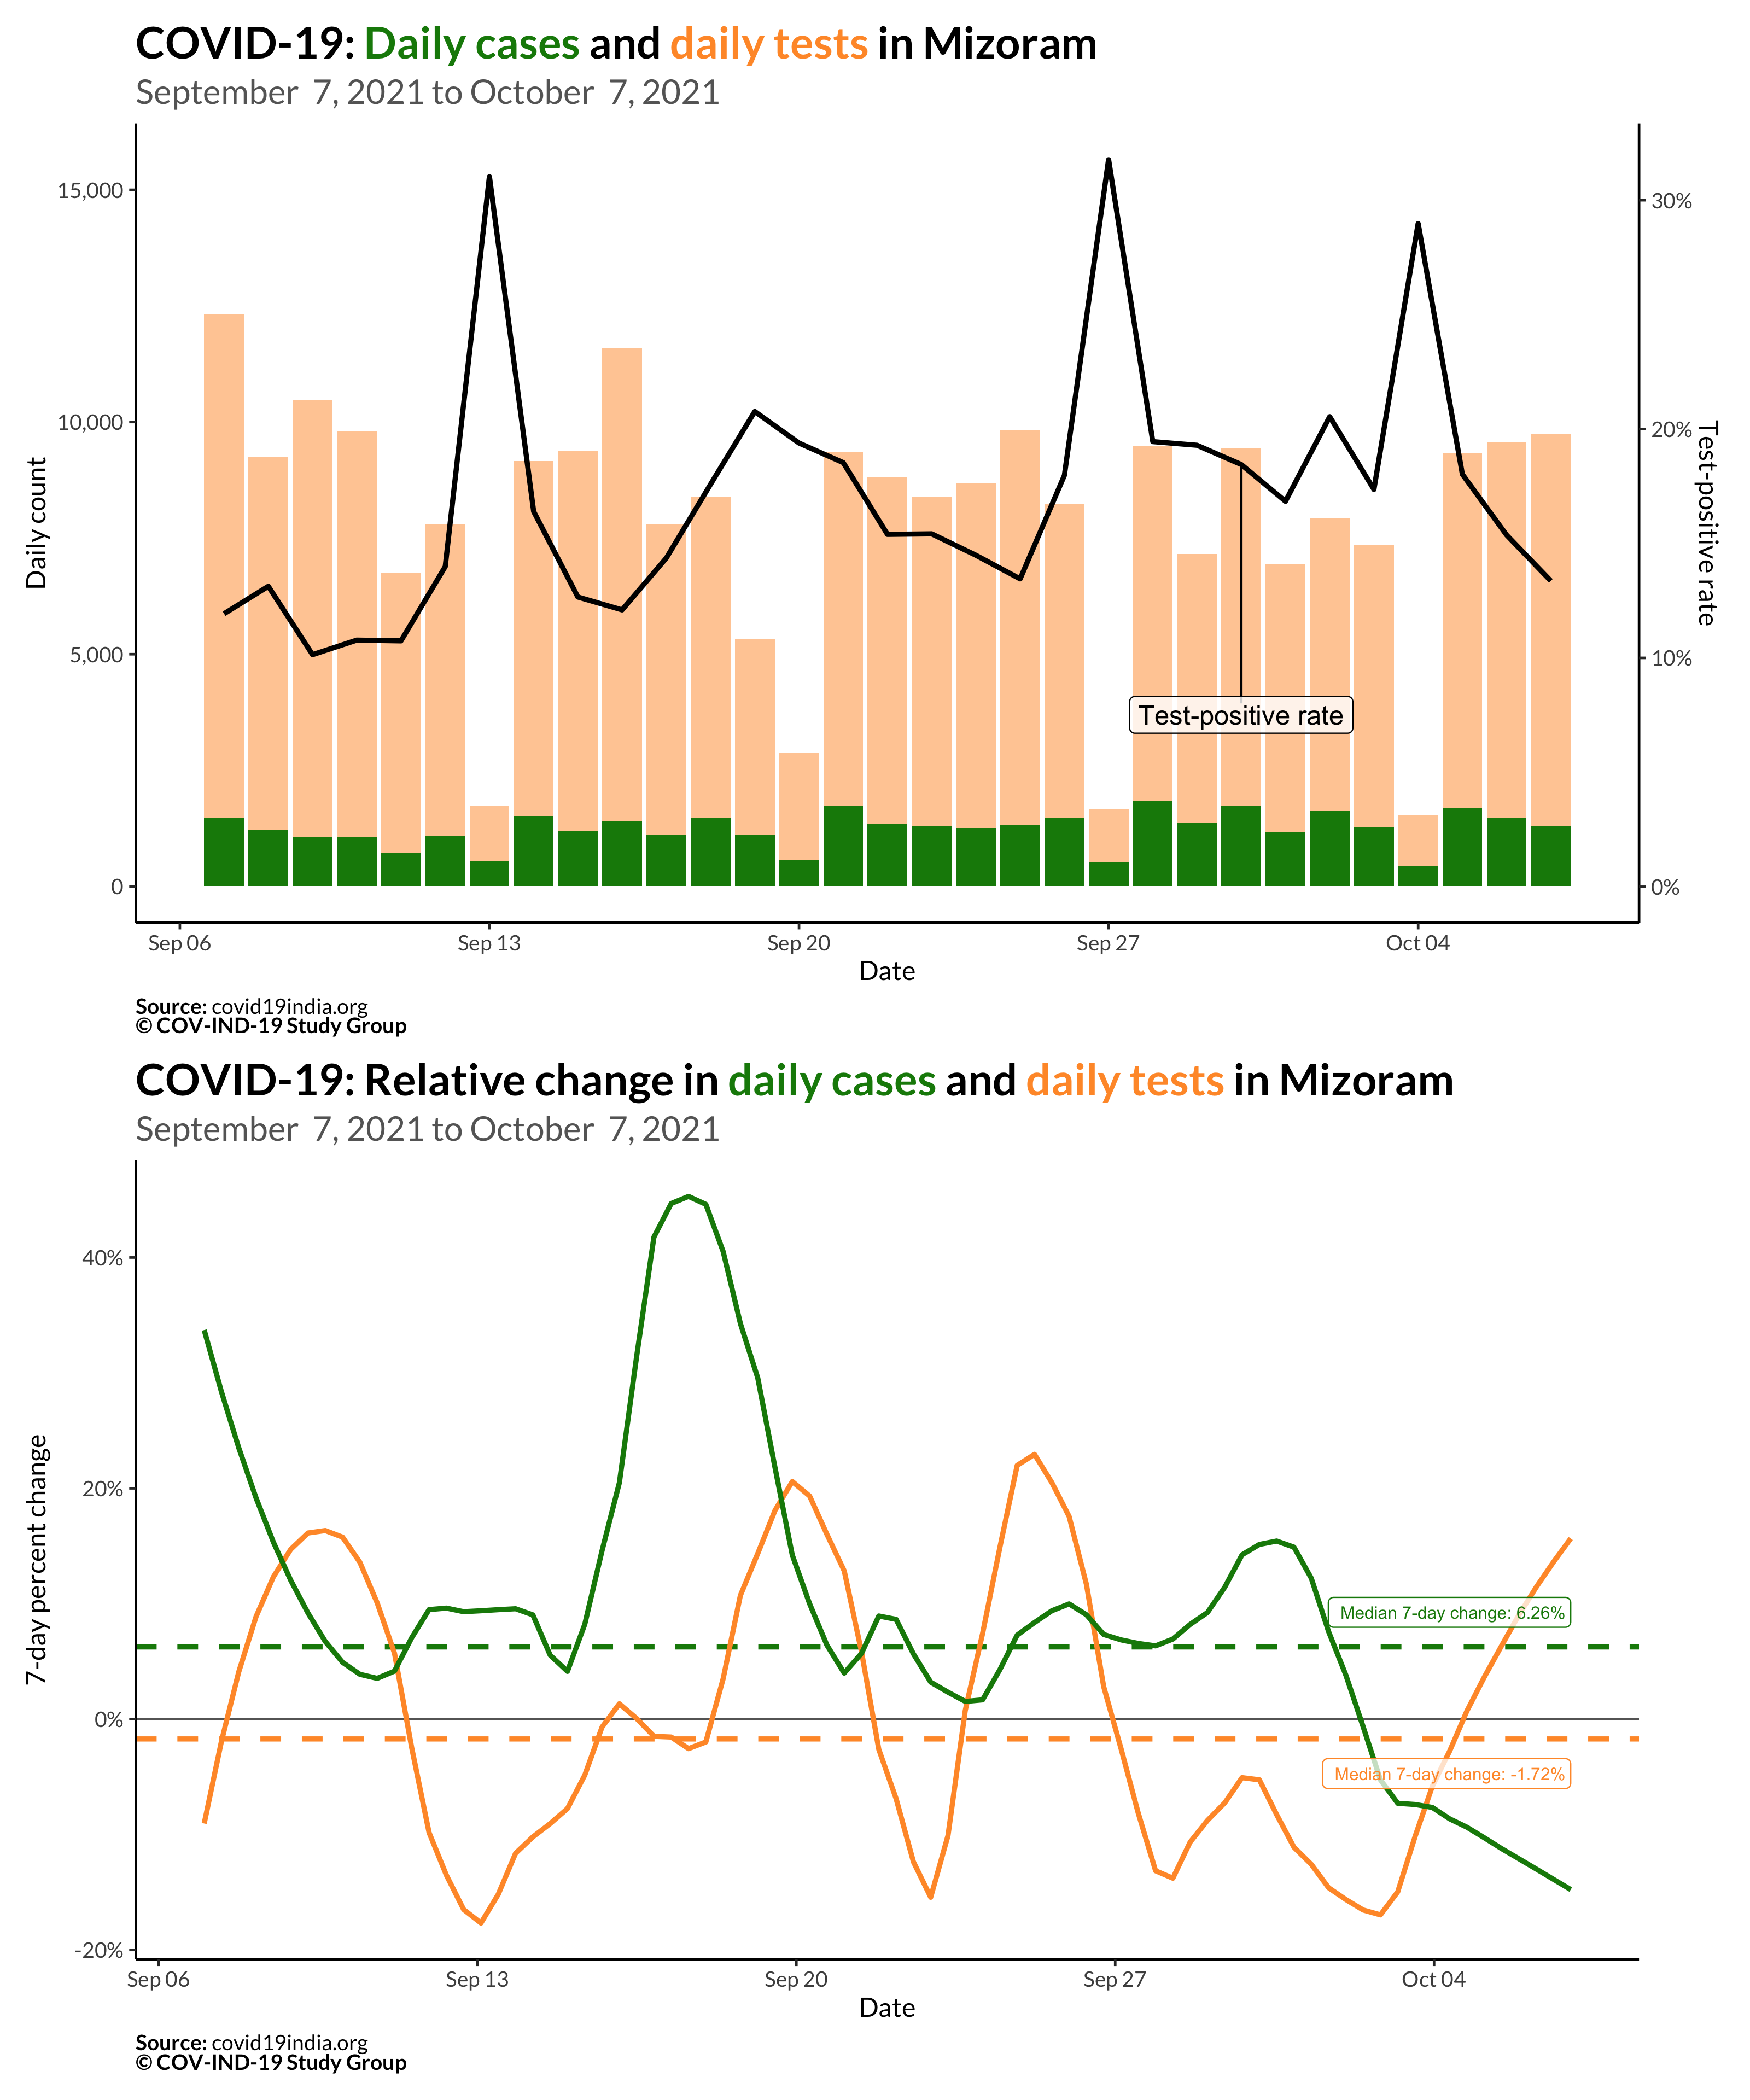 COVID-19: Daily cases and daily tests in Mizoram
September 7, 2021 to October 7, 2021
15,000
10,000
5,000
0
Daily count
30%
20%
10%
0%
Test-positive rate
Test-positive rate
Sep 06 Sep 13 Sep 20 Sep 27 Oct 04
Date
Source: covid19india.org
© COV-IND-19 Study Group
COVID-19: Relative change in daily cases and daily tests in Mizoram
September 7, 2021 to October 7, 2021
40%
20%
0%
-20%
7-day percent change
Median 7-day change: 6.26%
Median 7-day change: -1.72%
Sep 06 Sep 13 Sep 20 Sep 27 Oct 04
Date
Source: covid19india.org
© COV-IND-19 Study Group